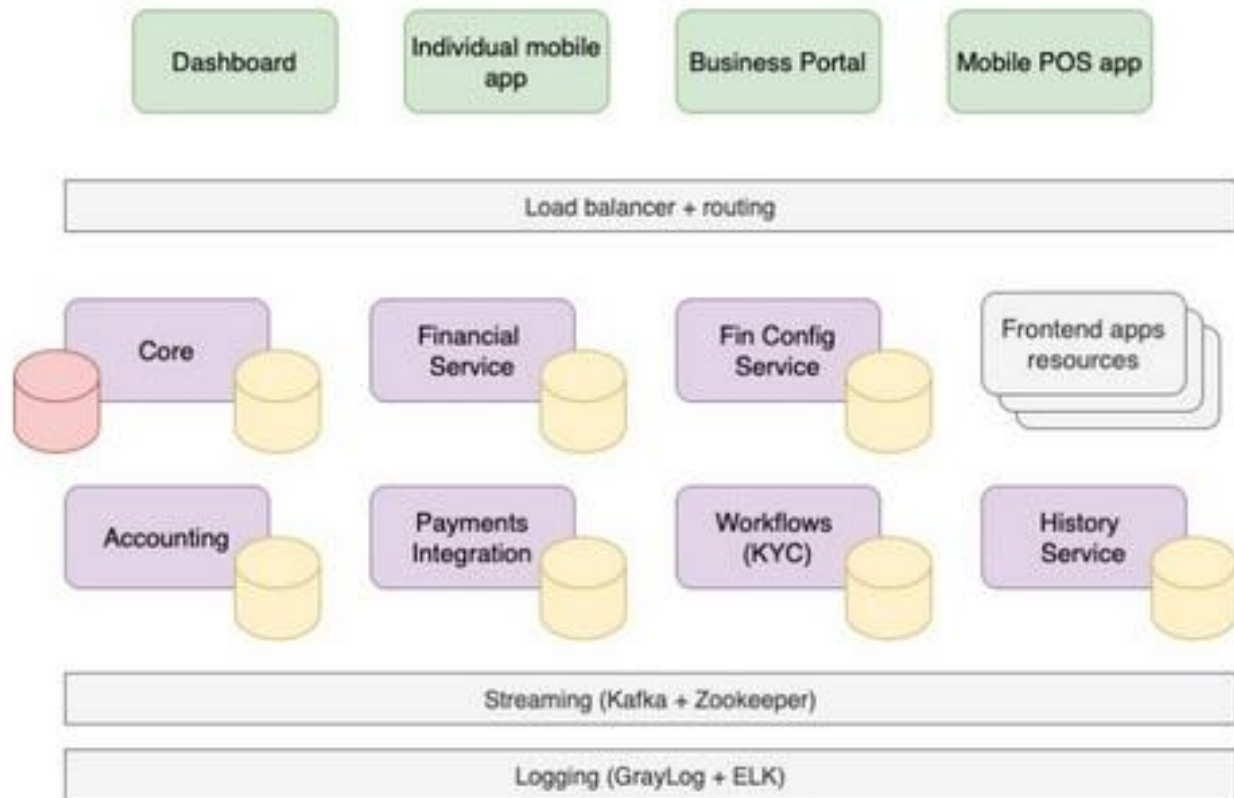 Dashboard
Individual mobile
app
Business Portal
Mobile POS app
Load balancer + routing
Core
Financial
Service
Fin Config
Service
Frontend apps
resources
Accounting
Payments
Integration
Workflows
(KYC)
History
Service
Streaming (Kafka + Zookeeper)
Logging (GrayLog + ELK)